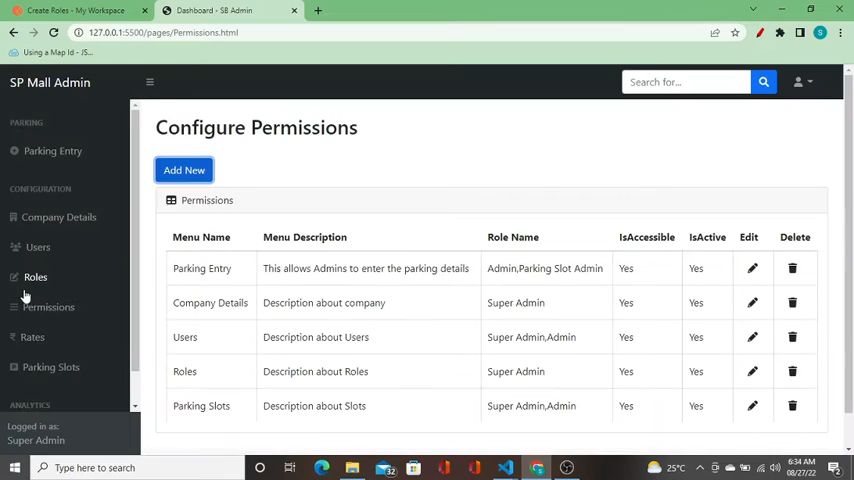 Create Roles - My Workspace
Dashboard - SB Admin
127.0.0.1:5500/pages/Permissions.html
S
Using a Map Id - JS...
SP Mall Admin
Search for...
PARKING
Parking Entry
CONFIGURATION
Company Details
Users
Roles
Permissions
Rates
Parking Slots
ANALYTICS
Logged in as:
Super Admin
Configure Permissions
Add New
Permissions
Menu Name Menu Description Role Name IsAccessible IsActive Edit Delete
Parking Entry This allows Admins to enter the parking details Admin,Parking Slot Admin Yes Yes
Company Details Description about company Super Admin Yes Yes
Users Description about Users Super Admin,Admin Yes Yes
Roles Description about Roles Super Admin Yes Yes
Parking Slots Description about Slots Super Admin,Admin Yes Yes
Type here to search
32
25°C
6:34 AM
08/27/22
2